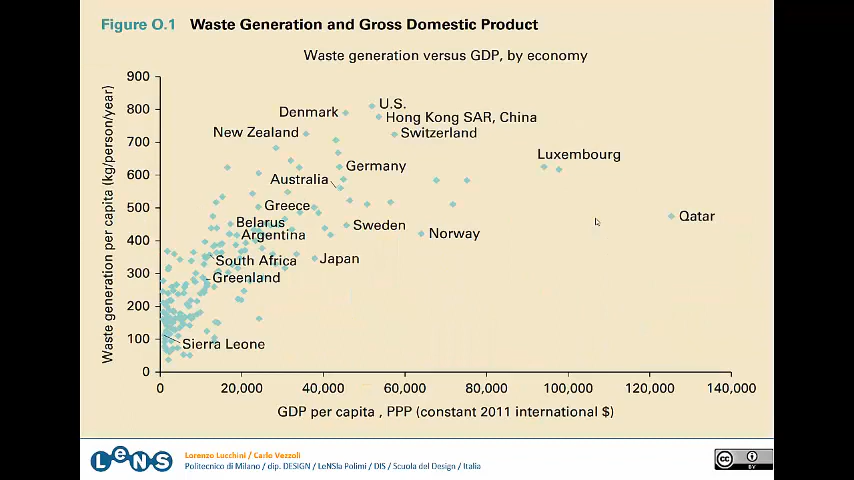 Figure O.1 Waste Generation and Gross Domestic Product
Waste generation versus GDP, by economy
Waste generation per capita (kg/person/year)
900
800
700
600
500
400
300
200
100
0
U.S.
Denmark
Hong Kong SAR, China
New Zealand
Switzerland
Luxembourg
Germany
Australia
Greece
Qatar
Belarus
Sweden
Argentina
Norway
South Africa
Japan
Greenland
Sierra Leone
0 20,000 40,000 60,000 80,000 100,000 120,000 140,000
GDP per capita , PPP (constant 2011 international $)
LeNS
Lorenzo Lucchini / Carlo Vezzoli
Politecnico di Milano / dip. DESIGN / LeNSla Polimi / DIS / Scuola del Design / Italia
cc
BY